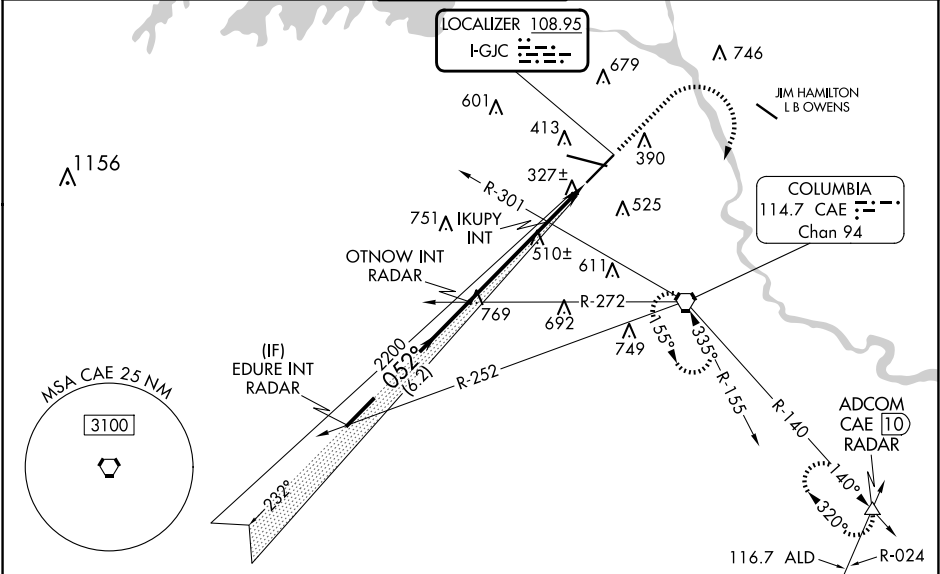 LOCALIZER 108.95
I-GJC
746
679
JIM HAMILTON
L B OWENS
601
413
390
1156
327±
R-301
COLUMBIA
114.7 CAE
Chan 94
525
751
IKUPY
INT
510±
OTNOW INT
RADAR
611
R-272
769
692
749
155°
335°
R-155
2200
052°
(6.2)
(IF)
EDURE INT
RADAR
R-252
R-140
MSA CAE 25 NM
3100
ADCOM
CAE 10
RADAR
140°
320°
232°
116.7 ALD
R-024